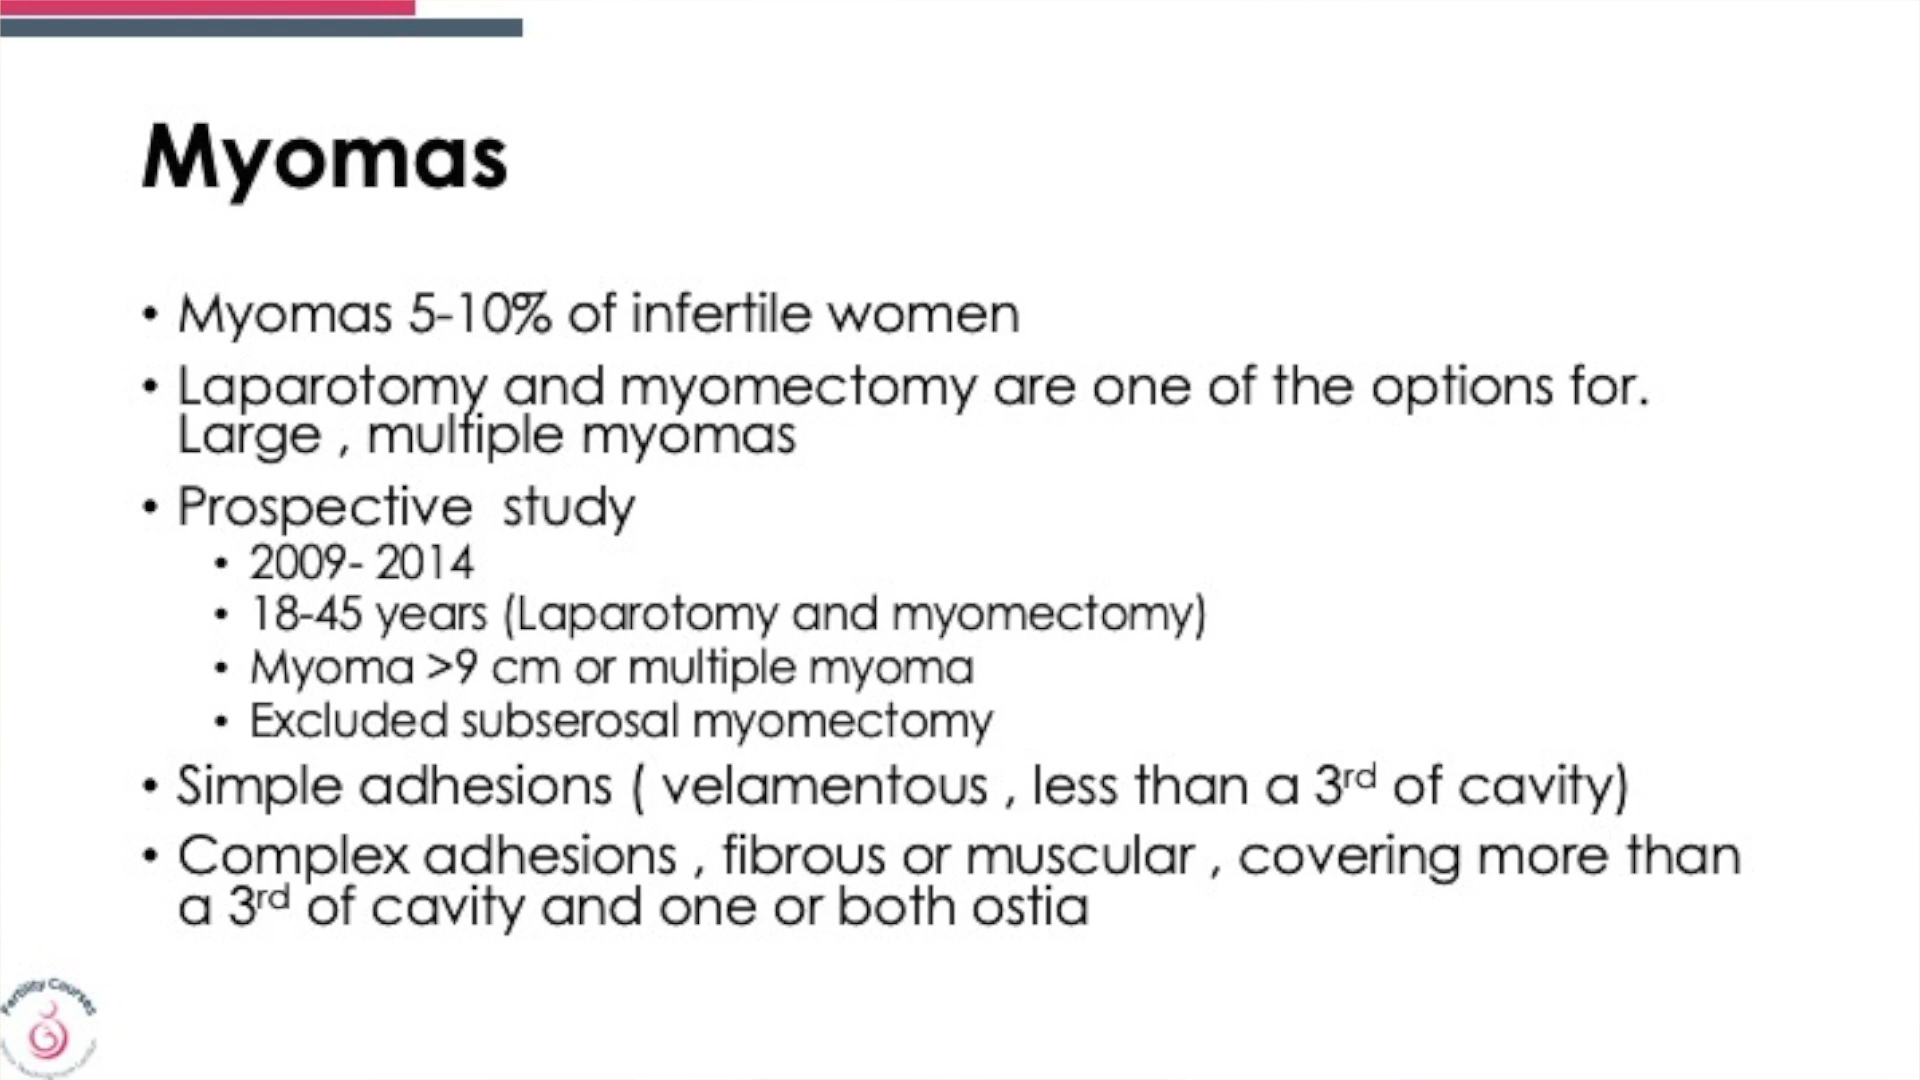 Myomas
• Myomas 5-10% of infertile women
• Laparotomy and myomectomy are one of the options for.
Large , multiple myomas
• Prospective  study
• 2009- 2014
• 18-45 years (Laparotomy and myomectomy)
• Myoma >9 cm or multiple myoma
• Excluded subserosal myomectomy
• Simple adhesions ( velamentous , less than a 3rd of cavity)
• Complex adhesions , fibrous or muscular , covering more than
a 3rd of cavity and one or both ostia
Fertility Courses